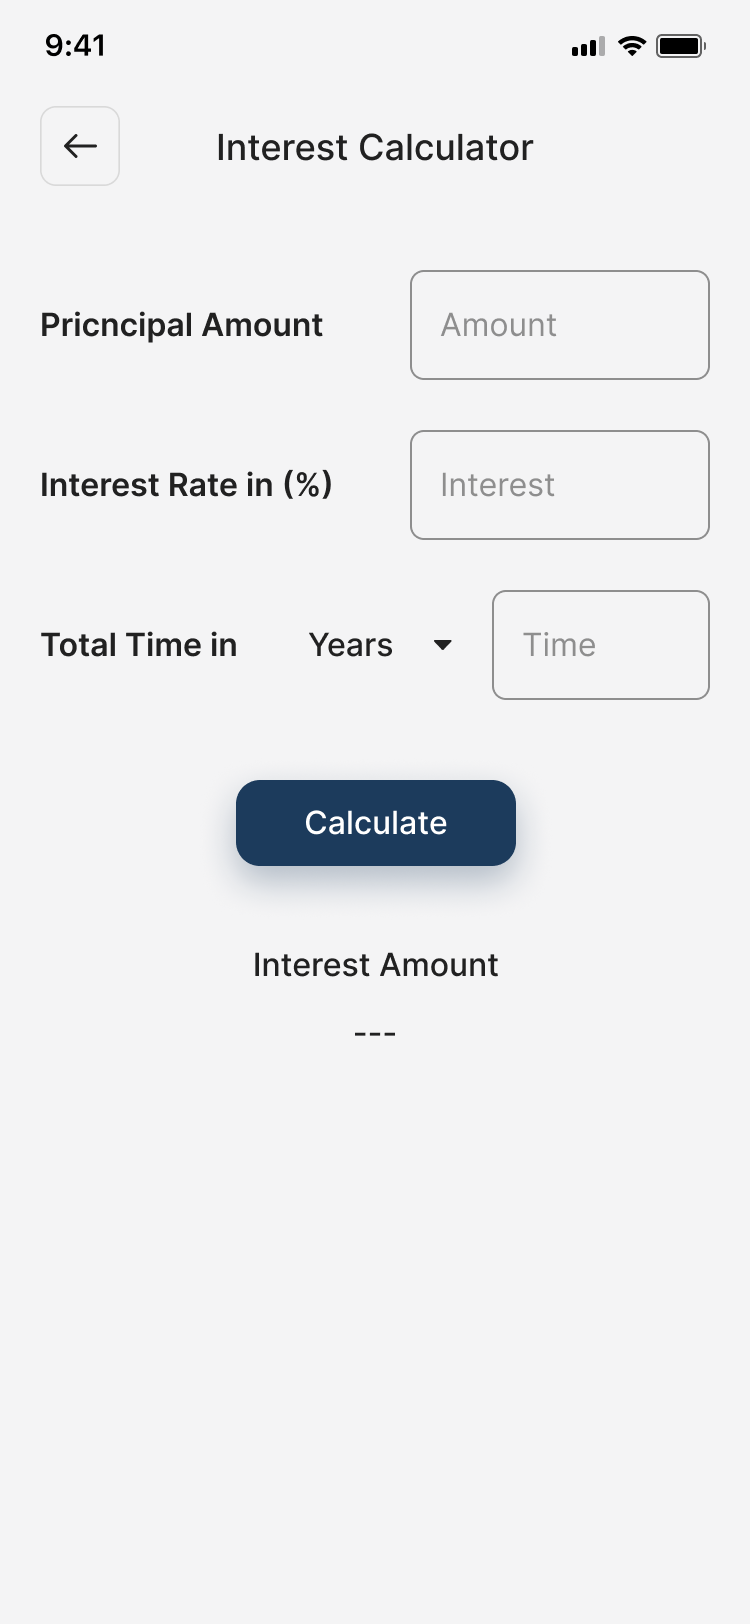 9:41
Interest Calculator
Pricncipal Amount
Amount
Interest Rate in (%)
Interest
Total Time in Years Time
Calculate
Interest Amount
---